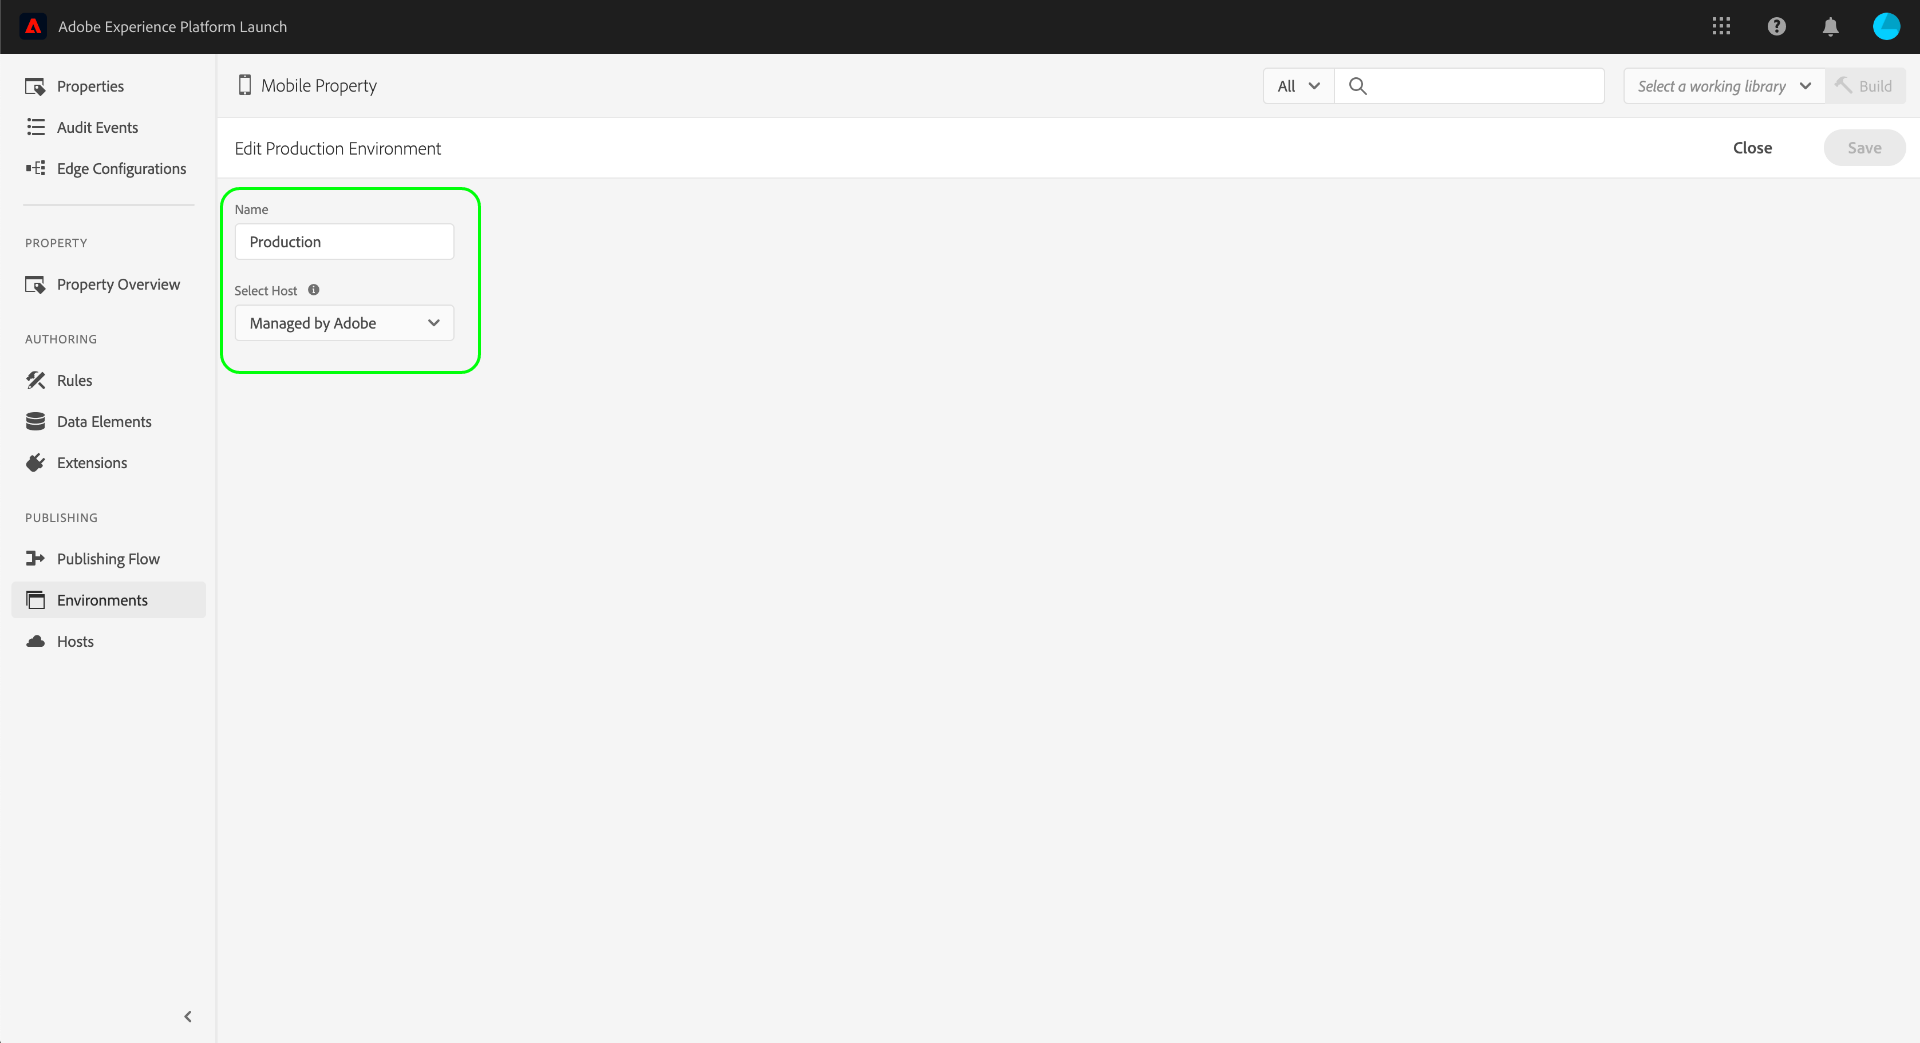 Adobe Experience Platform Launch
Properties
Audit Events
Edge Configurations
PROPERTY
Property Overview
AUTHORING
Rules
Data Elements
Extensions
PUBLISHING
Publishing Flow
Environments
Hosts
Mobile Property
All
Select a working library
Build
Edit Production Environment
Close
Save
Name
Production
Select Host
Managed by Adobe